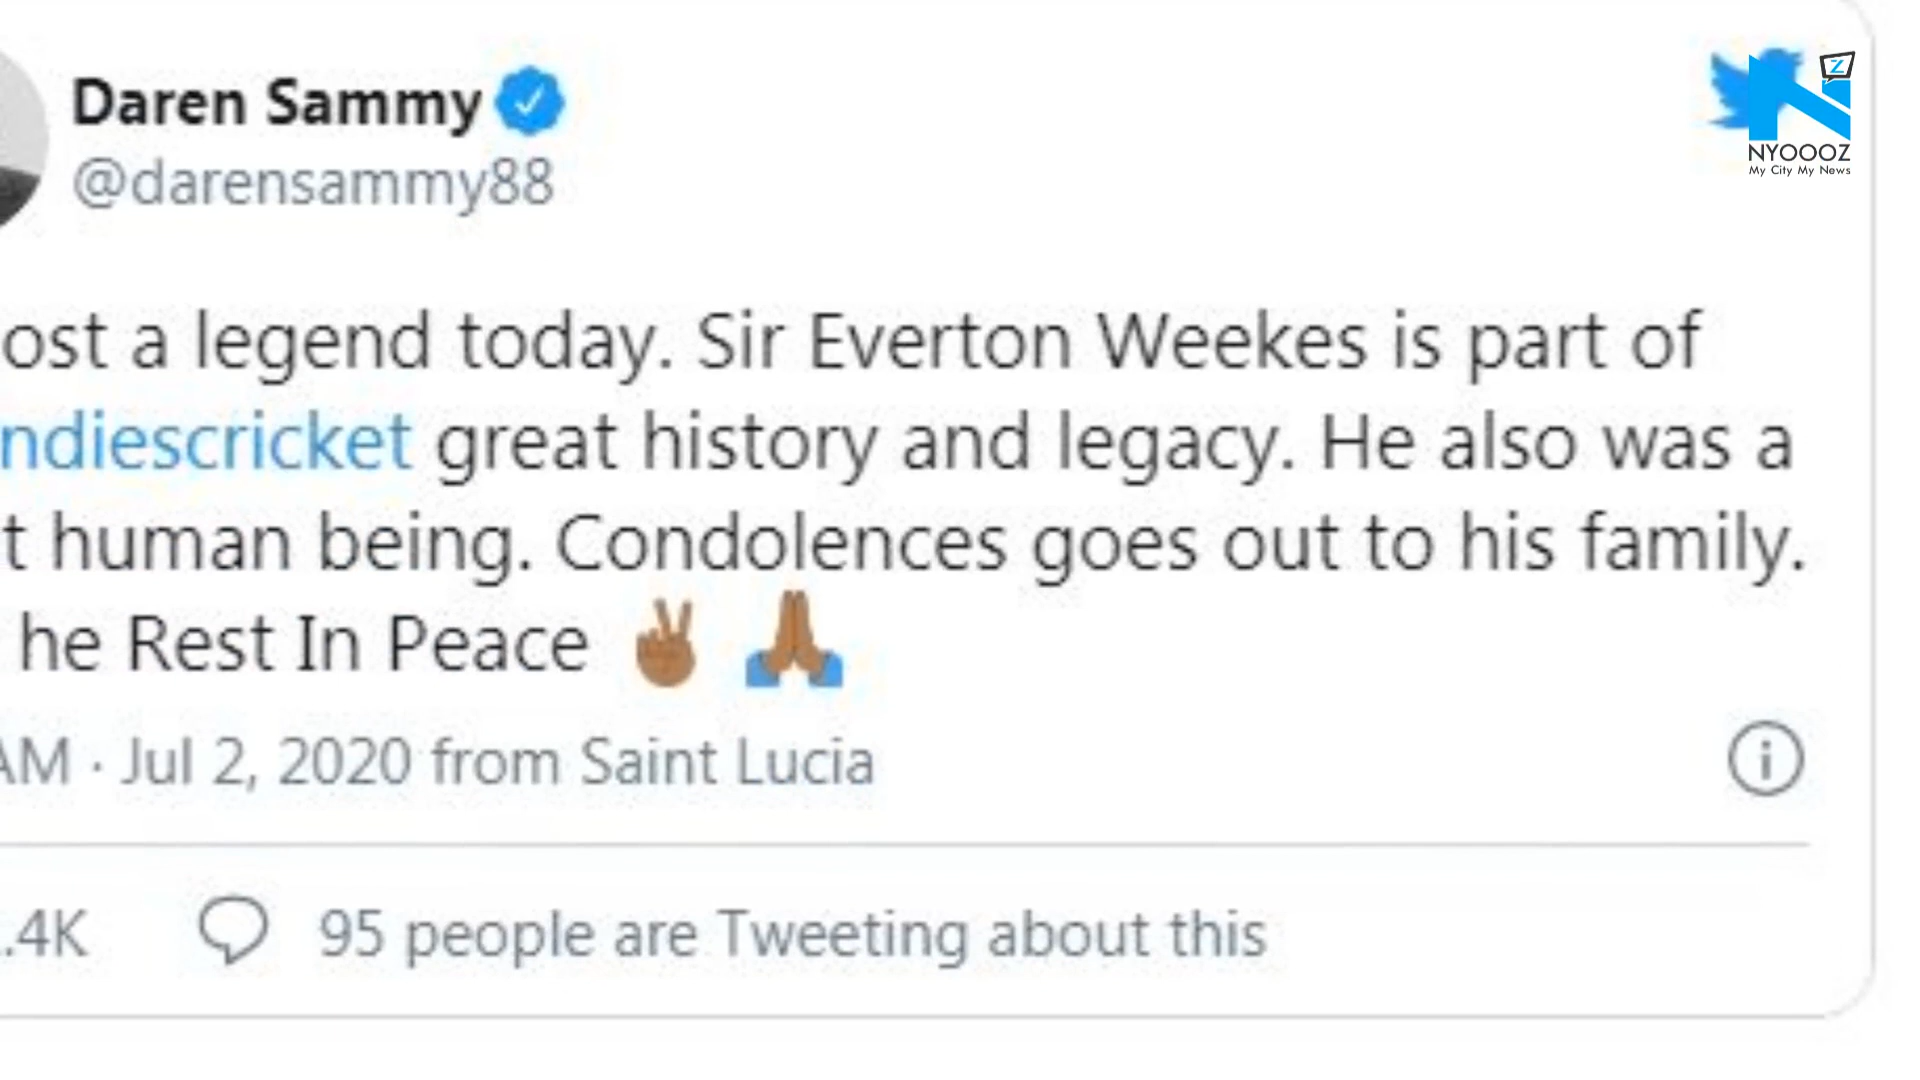 Daren Sammy
@darensammy88
NYOOOZ
My City My News
ost a legend today. Sir Everton Weekes is part of
ndiescricket great history and legacy. He also was a
t human being. Condolences goes out to his family.
he Rest In Peace ✌🏾 🙏🏾
AM · Jul 2, 2020 from Saint Lucia
.4K 95 people are Tweeting about this